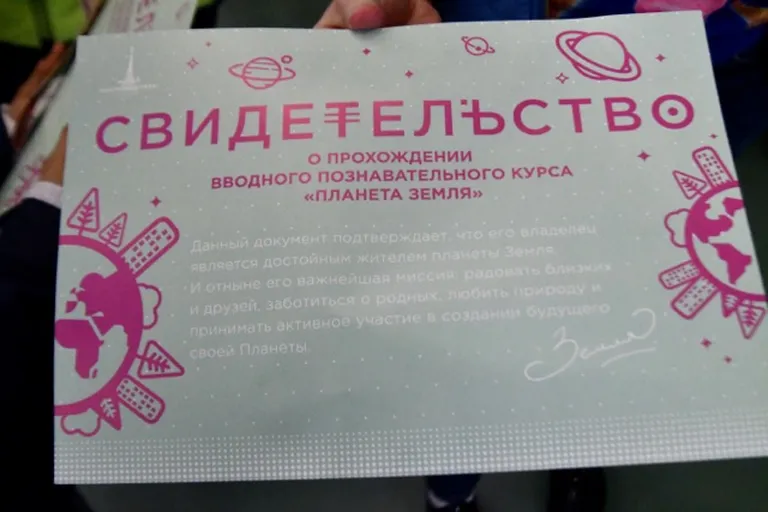 СВИДЕТЕЛЬСТВО
О ПРОХОЖДЕНИИ
ВВОДНОГО ПОЗНАВАТЕЛЬНОГО КУРСА
«ПЛАНЕТА ЗЕМЛЯ»
Данный документ подтверждает, что его владелец
является достойным жителем планеты Земля.
И отныне его важнейшая миссия: радовать близких
и друзей, заботиться о родных, любить природу и
принимать активное участие в создании будущего
своей Планеты.
Земля